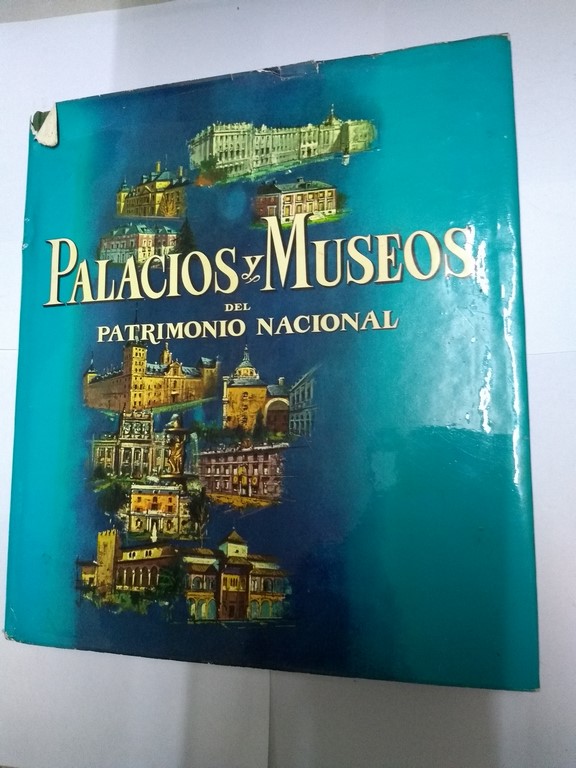 PALACIOS y MUSEOS
DEL
PATRIMONIO NACIONAL